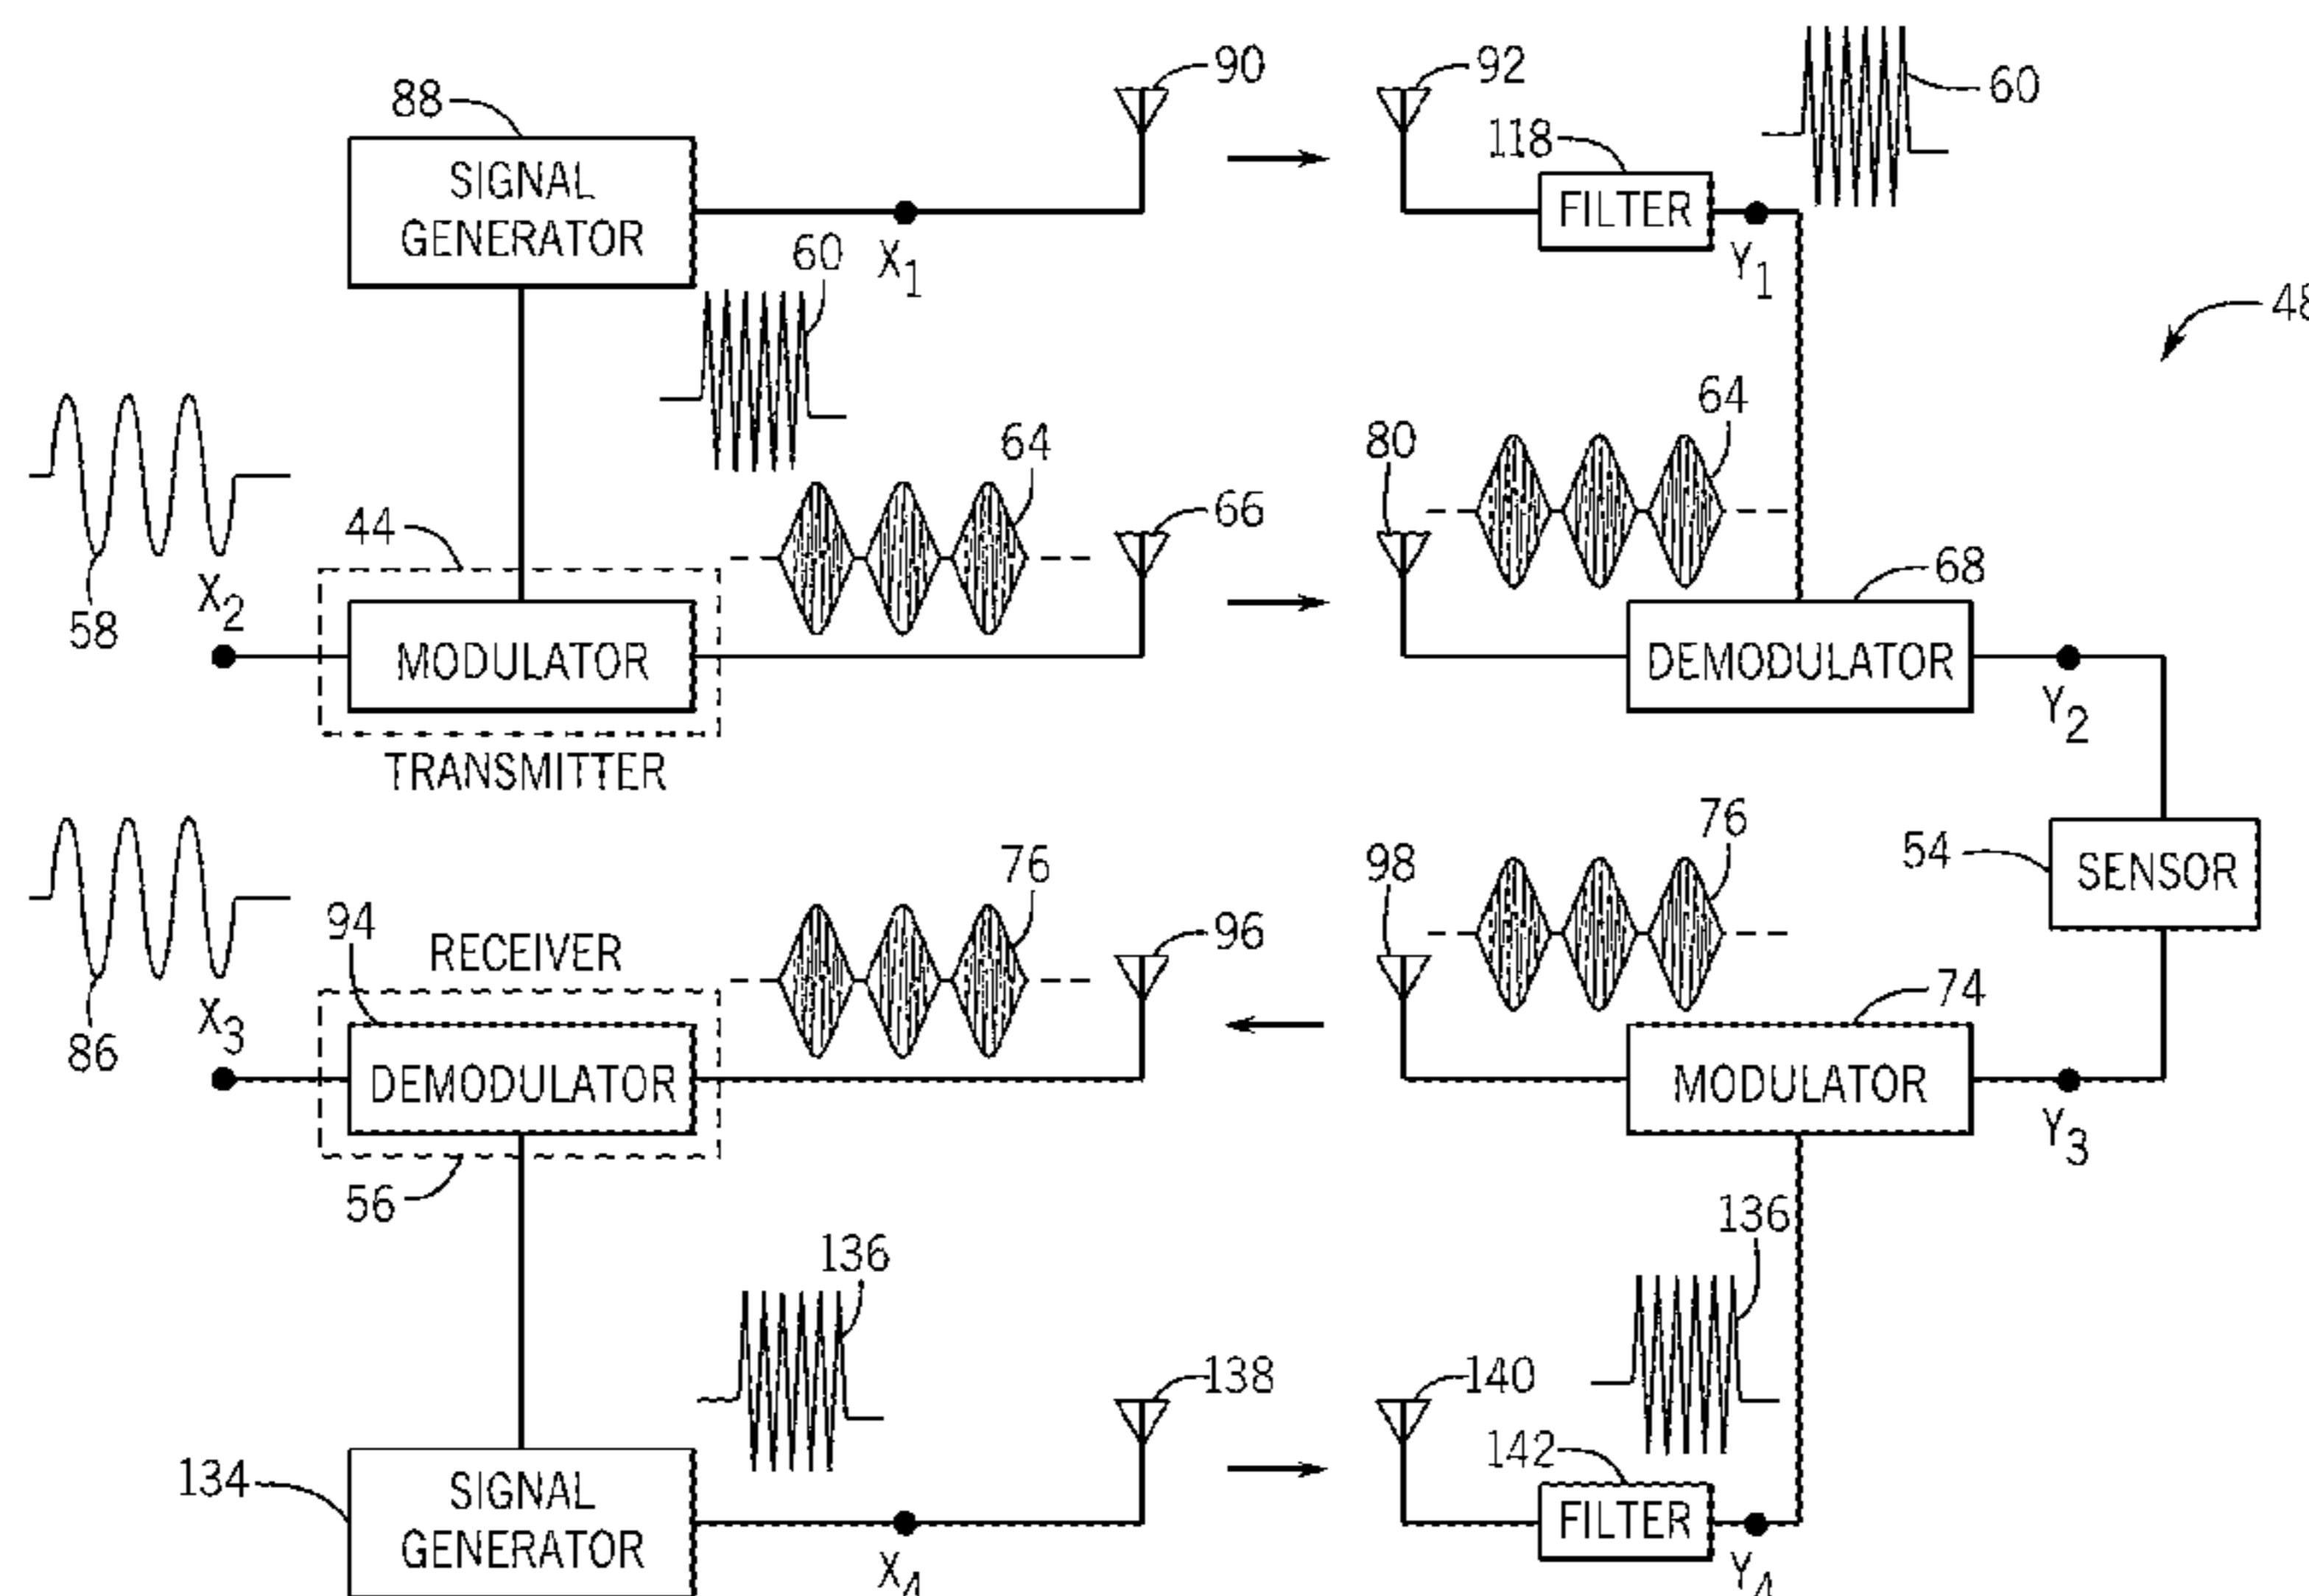 88
90
92
60
118
SIGNAL
GENERATOR
FILTER
60
X1
Y1
48
64
64
80
44
66
68
X2
58
MODULATOR
DEMODULATOR
Y2
TRANSMITTER
76
76
98
54
SENSOR
94
RECEIVER
96
74
X3
86
DEMODULATOR
MODULATOR
Y3
56
136
136
138
140
134
SIGNAL
GENERATOR
142
FILTER
X4
Y4